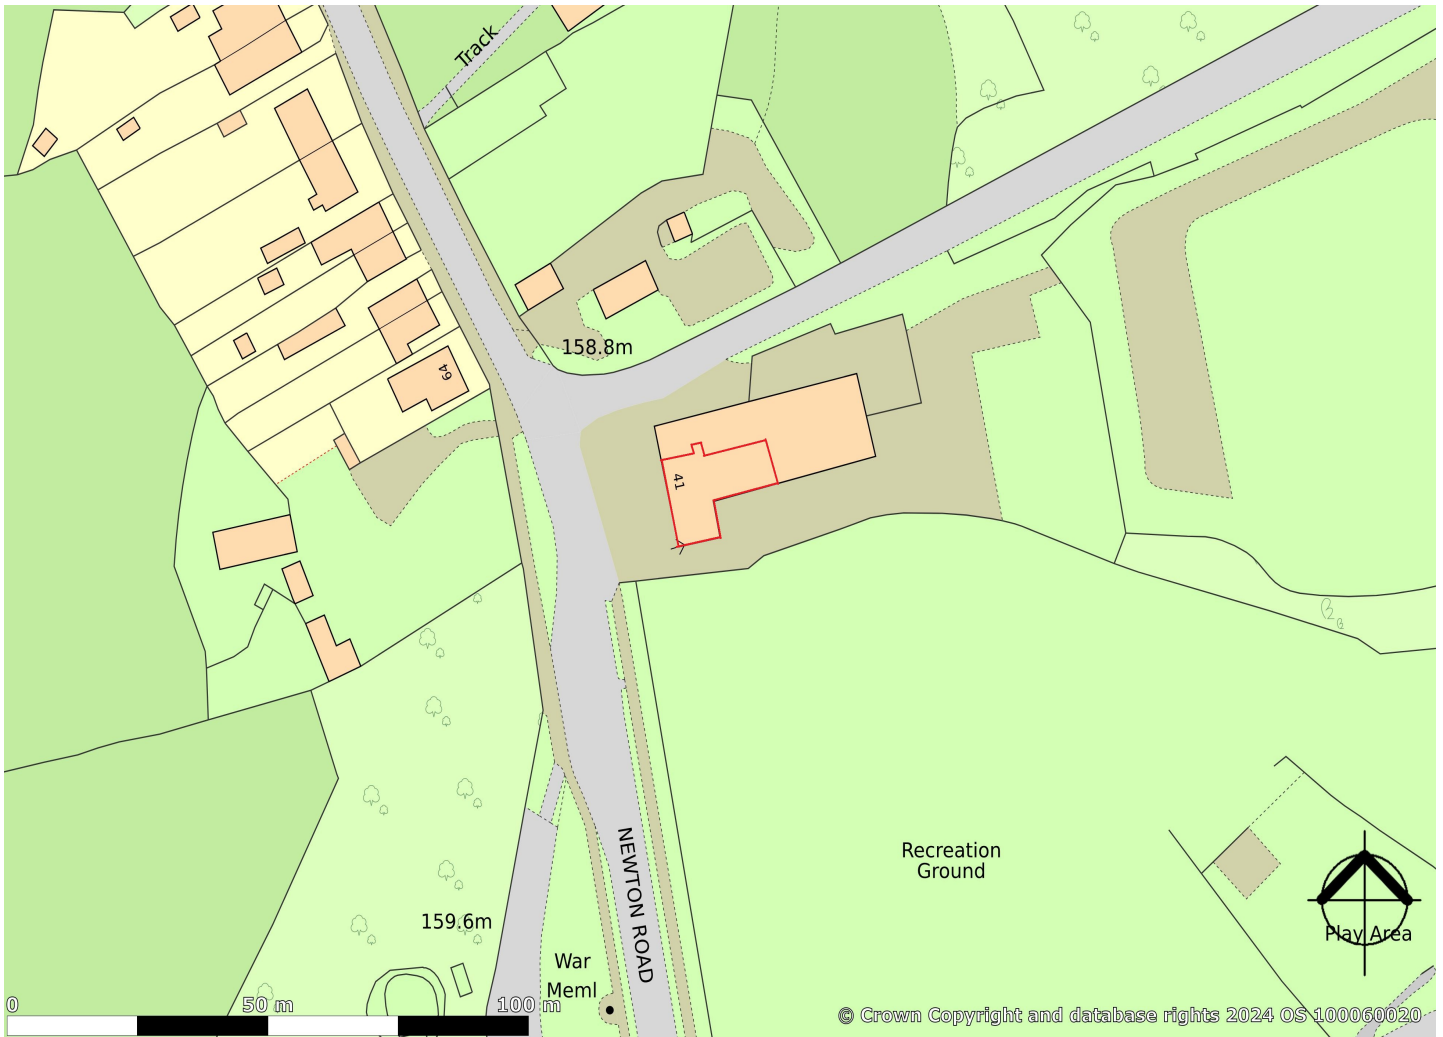 Track
158.8m
64
41
Recreation
Ground
NEWTON ROAD
159.6m
Play Area
War
Meml
0
50 m
100 m
© Crown Copyright and database rights 2024 OS 100060020